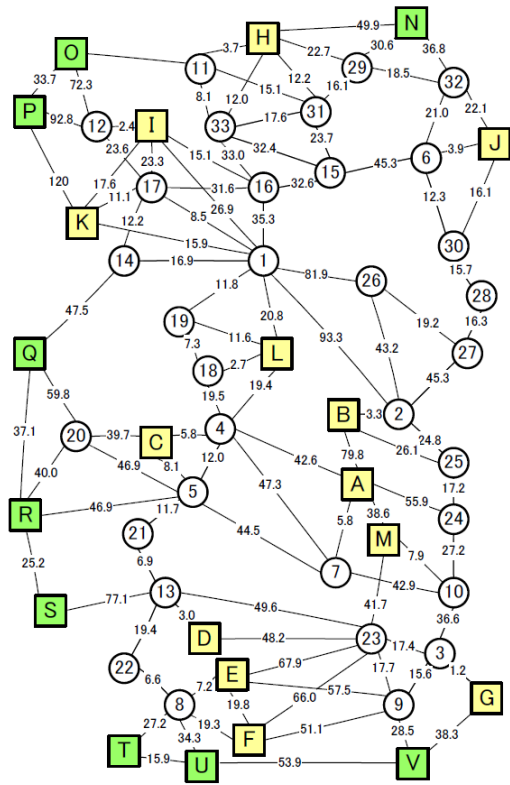 49.9 N
O H
3.7 22.7 30.6 36.8
33.7 11 29 18.5 32
72.3 12.2 16.1
P 8.1 15.1 22.1
92.8 2.4 I 12.0 31 21.0
12 33 17.6
23.6 23.3 15.1 33.0 32.4 23.7 6 3.9 J
120 17.6 15 45.3
11.1 17 31.6 16 32.6 12.3 16.1
K 26.9
12.2 8.5 35.3
15.9 30
14 16.9 1 15.7
81.9 26
11.8 28
47.5 20.8 19.2 16.3
19 11.6 43.2
7.3 L 93.3 27
Q 18 2.7
59.8 19.5 19.4 45.3
B 3.3 2
37.1 C 5.8 4 24.8
20 39.7 79.8 26.1
40.0 8.1 12.0 42.6 25
46.9 47.3 A 17.2
5 55.9
R 46.9 38.6 24
11.7 44.5 5.8 M
21 7.9 27.2
25.2 6.9 7 42.9 10
13 41.7
S 77.1 3.0 49.6 36.6
19.4 D 48.2 23 17.4 3
22 67.9 17.7 1.2
6.6 E 15.6
7.2 57.5 G
8 19.8 66.0 9
27.2 19.3 F 51.1 28.5
34.3 38.3
T 15.9 U 53.9 V